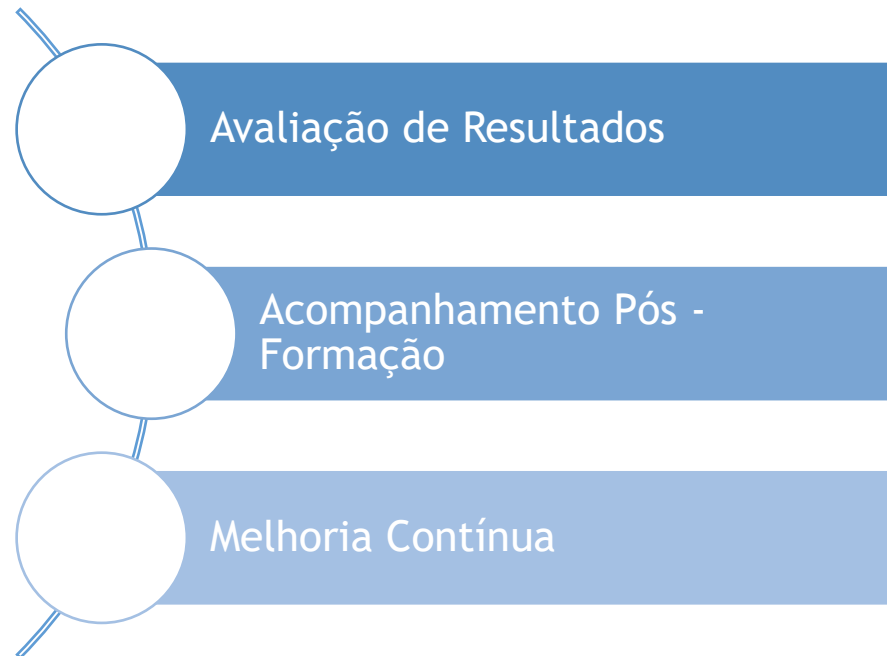 Avaliação de Resultados
Acompanhamento Pós -
Formação
Melhoria Contínua